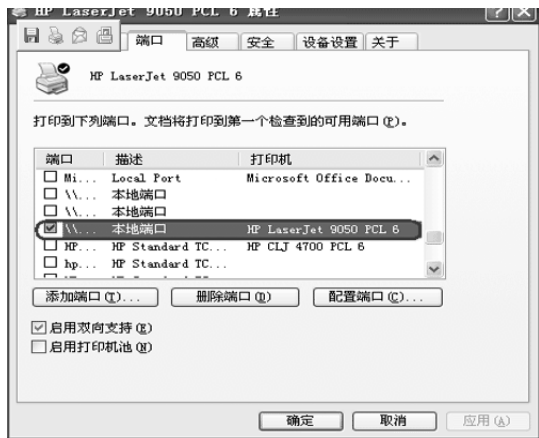 HP LaserJet 9050 PCL 6 属性
端口 高级 安全 设备设置 关于
HP LaserJet 9050 PCL 6
打印到下列端口。文档将打印到第一个检查到的可用端口(P)。
端口 描述 打印机
Mi... Local Port Microsoft Office Docu...
\\... 本地端口
\\... 本地端口
\\... 本地端口 HP LaserJet 9050 PCL 6
HP... HP Standard TC... HP CLJ 4700 PCL 6
hp... HP Standard TC...
添加端口(T)... 删除端口(D) 配置端口(C)...
启用双向支持(E)
启用打印机池(N)
确定 取消 应用(A)